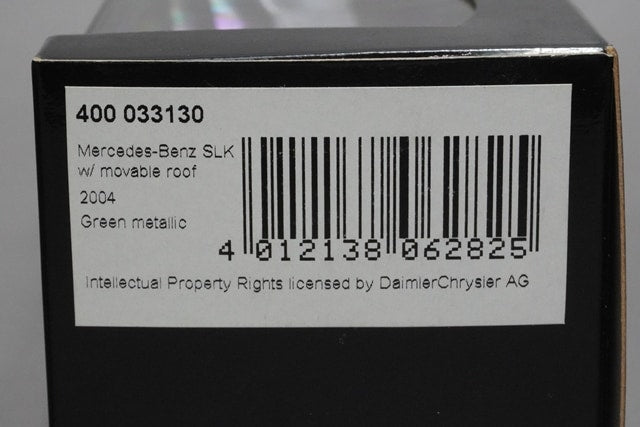 400 033130
Mercedes-Benz SLK
w/ movable roof
2004
Green metallic
4 012138 062825
Intellectual Property Rights licensed by DaimlerChrysler AG